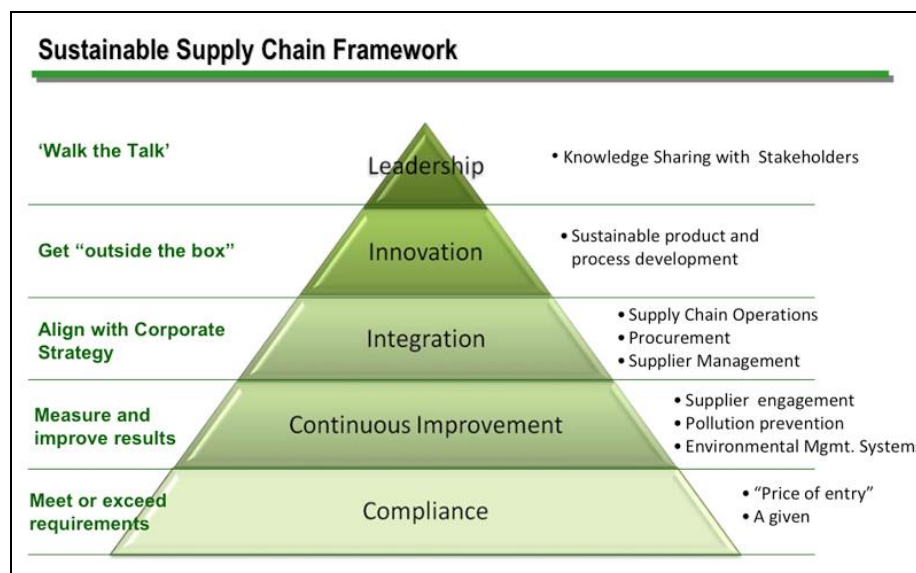 Sustainable Supply Chain Framework
‘Walk the Talk’
Leadership
• Knowledge Sharing with Stakeholders
Get “outside the box”
Innovation
• Sustainable product and
process development
Align with Corporate
Strategy
Integration
• Supply Chain Operations
• Procurement
• Supplier Management
Measure and
improve results
Continuous Improvement
• Supplier engagement
• Pollution prevention
• Environmental Mgmt. Systems
Meet or exceed
requirements
Compliance
• “Price of entry”
• A given